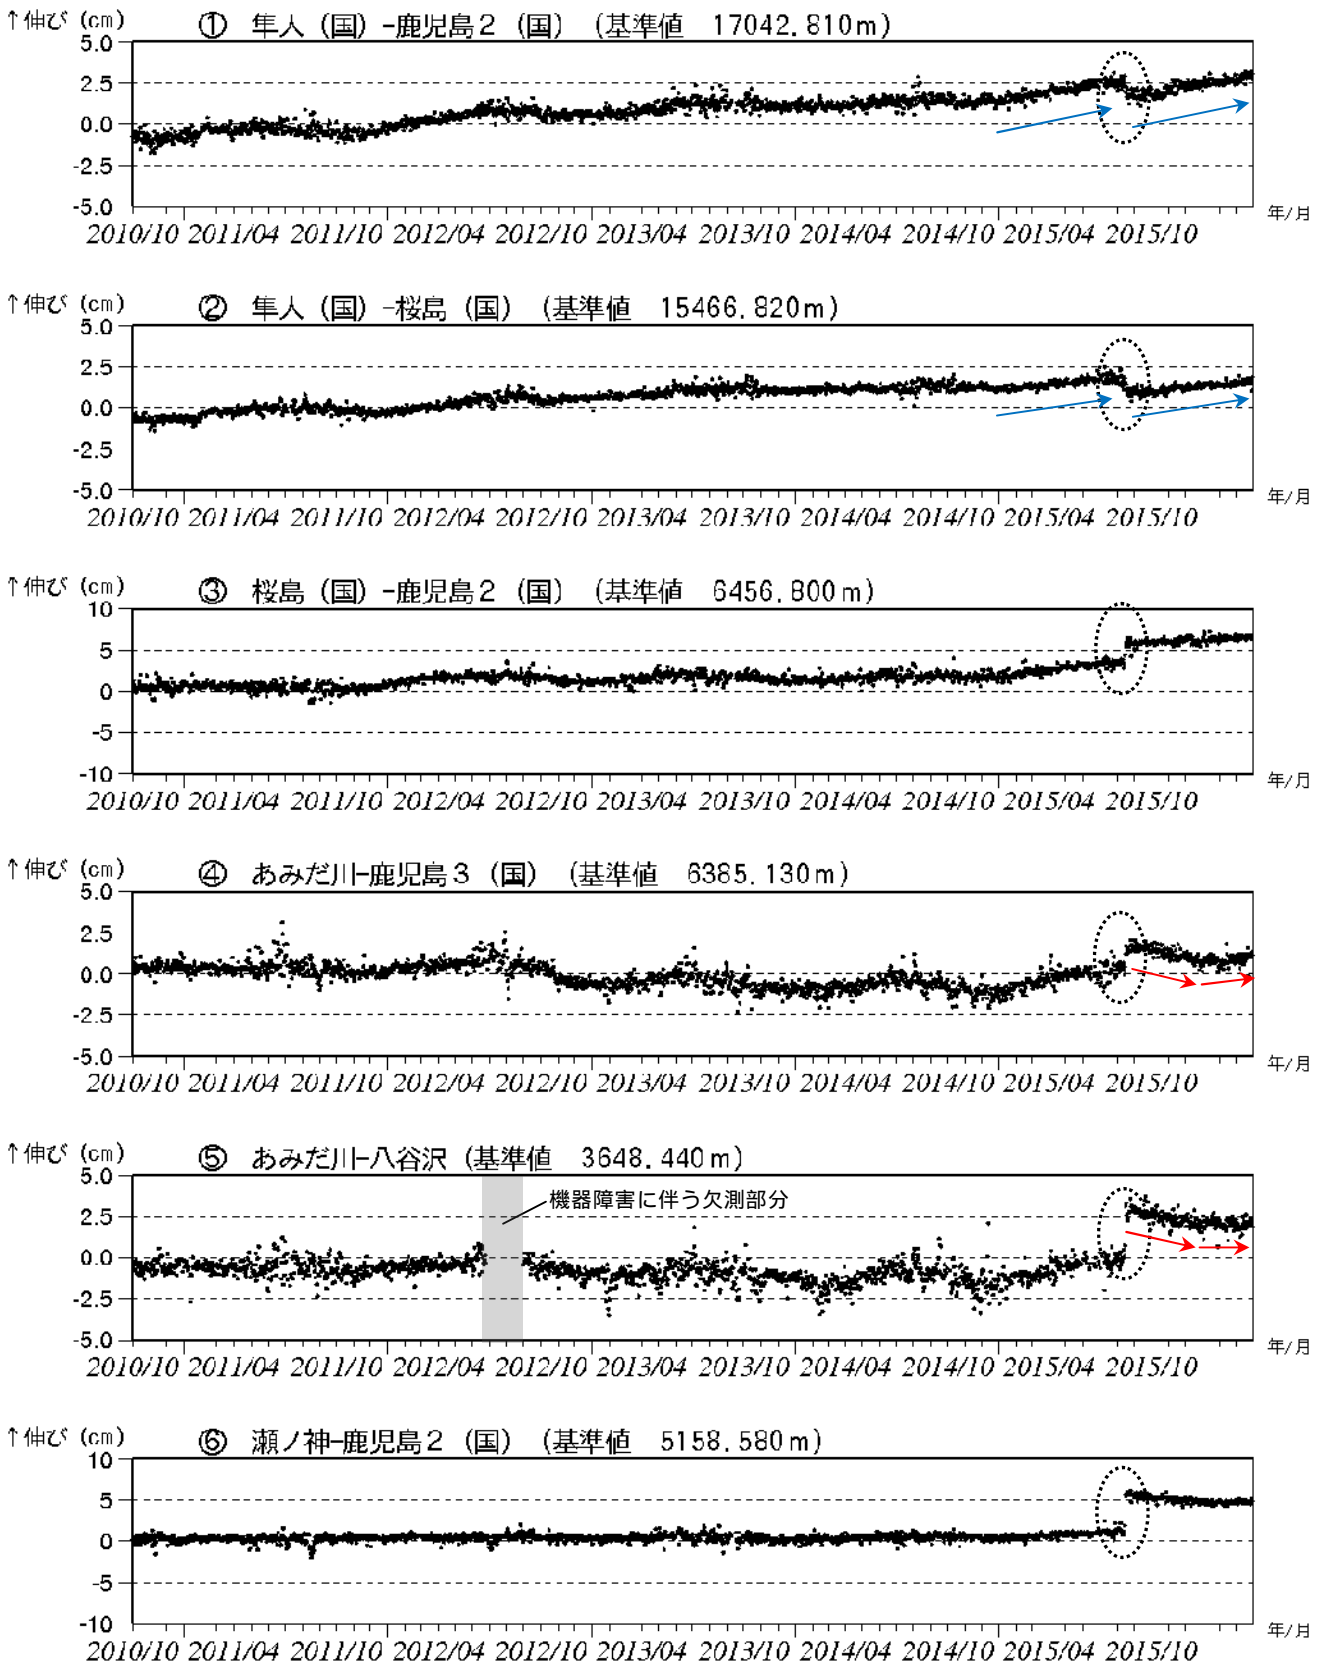 ↑伸び (cm) ① 隼人 (国) -鹿児島2 (国) (基準値 17042.810m)
5.0
2.5
0.0
-2.5
-5.0
2010/10 2011/04 2011/10 2012/04 2012/10 2013/04 2013/10 2014/04 2014/10 2015/04 2015/10 年/月
↑伸び (cm) ② 隼人 (国) -桜島 (国) (基準値 15466.820m)
5.0
2.5
0.0
-2.5
-5.0
2010/10 2011/04 2011/10 2012/04 2012/10 2013/04 2013/10 2014/04 2014/10 2015/04 2015/10 年/月
↑伸び (cm) ③ 桜島 (国) -鹿児島2 (国) (基準値 6456.800m)
10
5
0
-5
-10
2010/10 2011/04 2011/10 2012/04 2012/10 2013/04 2013/10 2014/04 2014/10 2015/04 2015/10 年/月
↑伸び (cm) ④ あみだ川-鹿児島3 (国) (基準値 6385.130m)
5.0
2.5
0.0
-2.5
-5.0
2010/10 2011/04 2011/10 2012/04 2012/10 2013/04 2013/10 2014/04 2014/10 2015/04 2015/10 年/月
↑伸び (cm) ⑤ あみだ川-八谷沢 (基準値 3648.440m)
5.0
機器障害に伴う欠測部分
2.5
0.0
-2.5
-5.0
2010/10 2011/04 2011/10 2012/04 2012/10 2013/04 2013/10 2014/04 2014/10 2015/04 2015/10 年/月
↑伸び (cm) ⑥ 瀬ノ神-鹿児島2 (国) (基準値 5158.580m)
10
5
0
-5
-10
2010/10 2011/04 2011/10 2012/04 2012/10 2013/04 2013/10 2014/04 2014/10 2015/04 2015/10 年/月